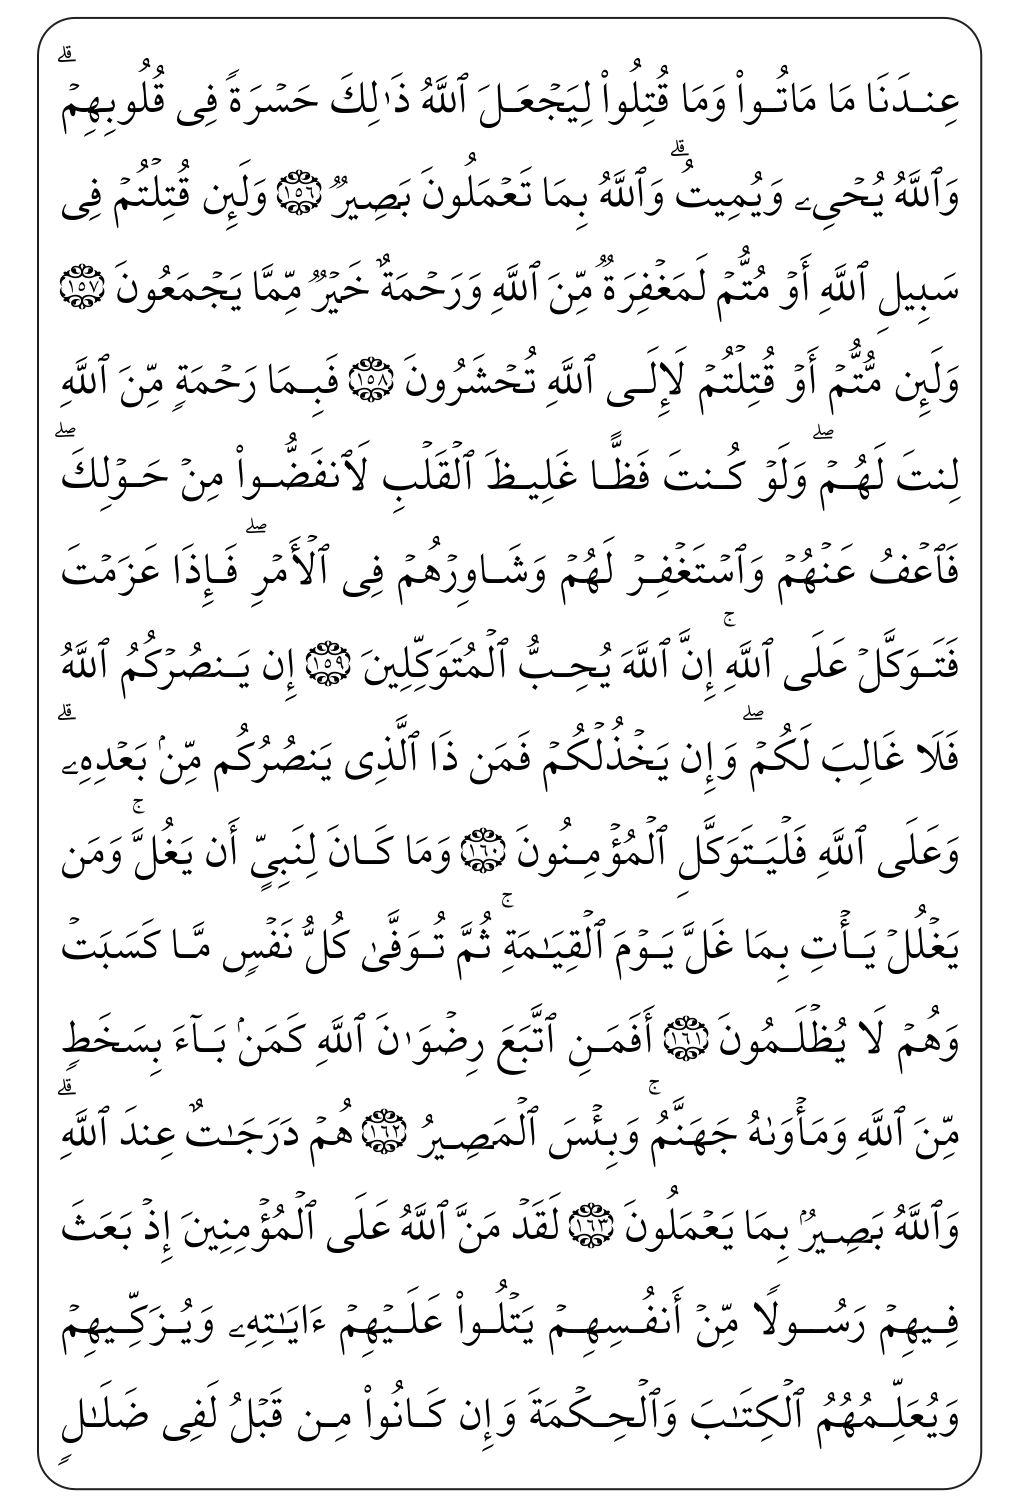 عِندَنَا مَا مَاتُوا۟ وَمَا قُتِلُوا۟ لِيَجْعَلَ ٱللَّهُ ذَٰلِكَ حَسْرَةً فِى قُلُوبِهِمْ ۗ
وَٱللَّهُ يُحْىِۦ وَيُمِيتُ ۗ وَٱللَّهُ بِمَا تَعْمَلُونَ بَصِيرٌ ١٥٦ وَلَئِن قُتِلْتُمْ فِى
سَبِيلِ ٱللَّهِ أَوْ مُتُّمْ لَمَغْفِرَةٌ مِّنَ ٱللَّهِ وَرَحْمَةٌ خَيْرٌ مِّمَّا يَجْمَعُونَ ١٥٧
وَلَئِن مُّتُّمْ أَوْ قُتِلْتُمْ لَإِلَى ٱللَّهِ تُحْشَرُونَ ١٥٨ فَبِمَا رَحْمَةٍ مِّنَ ٱللَّهِ
لِنتَ لَهُمْ ۖ وَلَوْ كُنتَ فَظًّا غَلِيظَ ٱلْقَلْبِ لَٱنفَضُّوا۟ مِنْ حَوْلِكَ ۖ
فَٱعْفُ عَنْهُمْ وَٱسْتَغْفِرْ لَهُمْ وَشَاوِرْهُمْ فِى ٱلْأَمْرِ ۖ فَإِذَا عَزَمْتَ
فَتَوَكَّلْ عَلَى ٱللَّهِ ۚ إِنَّ ٱللَّهَ يُحِبُّ ٱلْمُتَوَكِّلِينَ ١٥٩ إِن يَنصُرْكُمُ ٱللَّهُ
فَلَا غَالِبَ لَكُمْ ۖ وَإِن يَخْذُلْكُمْ فَمَن ذَا ٱلَّذِى يَنصُرُكُم مِّنۢ بَعْدِهِۦ ۗ
وَعَلَى ٱللَّهِ فَلْيَتَوَكَّلِ ٱلْمُؤْمِنُونَ ١٦٠ وَمَا كَانَ لِنَبِىٍّ أَن يَغُلَّ ۚ وَمَن
يَغْلُلْ يَأْتِ بِمَا غَلَّ يَوْمَ ٱلْقِيَـٰمَةِ ۚ ثُمَّ تُوَفَّىٰ كُلُّ نَفْسٍ مَّا كَسَبَتْ
وَهُمْ لَا يُظْلَمُونَ ١٦١ أَفَمَنِ ٱتَّبَعَ رِضْوَٰنَ ٱللَّهِ كَمَنۢ بَآءَ بِسَخَطٍ
مِّنَ ٱللَّهِ وَمَأْوَىٰهُ جَهَنَّمُ ۚ وَبِئْسَ ٱلْمَصِيرُ ١٦٢ هُمْ دَرَجَـٰتٌ عِندَ ٱللَّهِ ۗ
وَٱللَّهُ بَصِيرٌۢ بِمَا يَعْمَلُونَ ١٦٣ لَقَدْ مَنَّ ٱللَّهُ عَلَى ٱلْمُؤْمِنِينَ إِذْ بَعَثَ
فِيهِمْ رَسُولًا مِّنْ أَنفُسِهِمْ يَتْلُوا۟ عَلَيْهِمْ ءَايَـٰتِهِۦ وَيُزَكِّيهِمْ
وَيُعَلِّمُهُمُ ٱلْكِتَـٰبَ وَٱلْحِكْمَةَ وَإِن كَانُوا۟ مِن قَبْلُ لَفِى ضَلَـٰلٍ